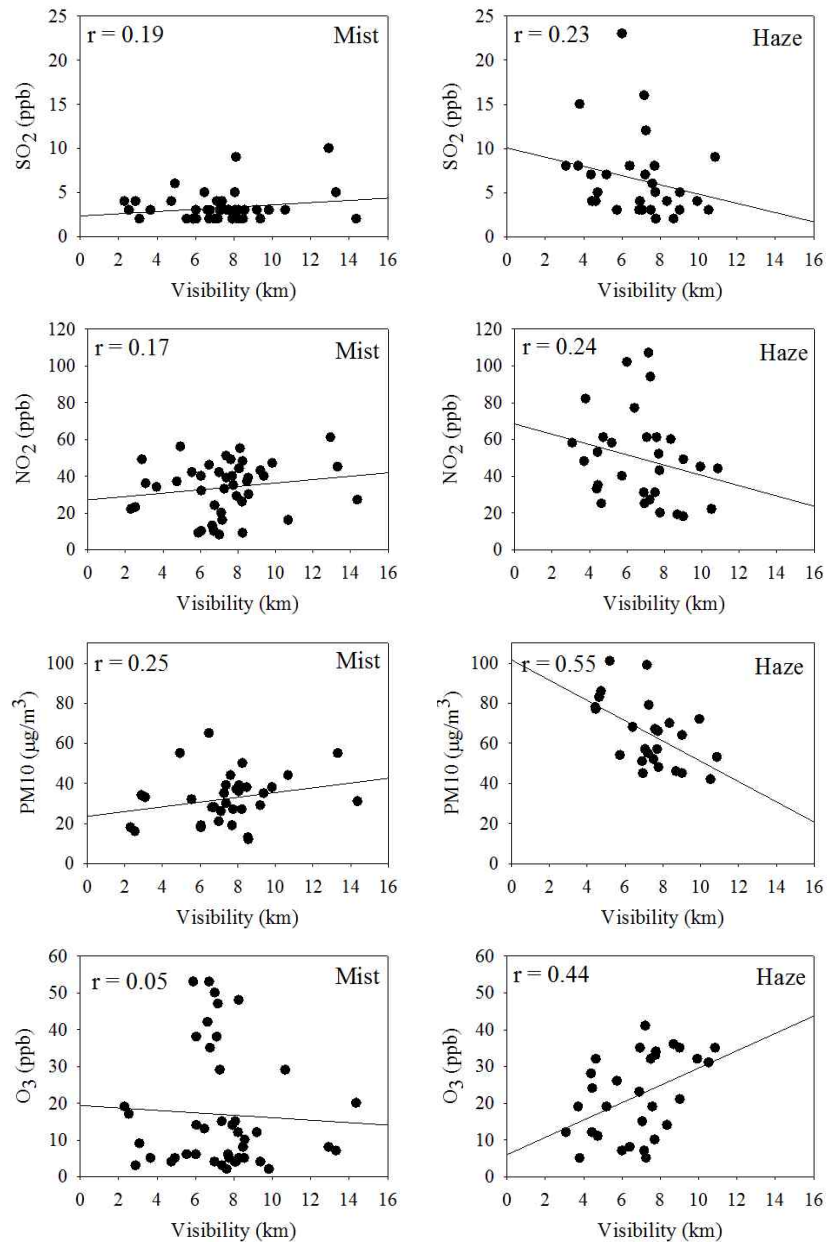 r = 0.19
Mist
SO2 (ppb)
25
20
15
10
5
0
0 2 4 6 8 10 12 14 16
Visibility (km)
r = 0.23
Haze
SO2 (ppb)
25
20
15
10
5
0
0 2 4 6 8 10 12 14 16
Visibility (km)
r = 0.17
Mist
NO2 (ppb)
120
100
80
60
40
20
0
0 2 4 6 8 10 12 14 16
Visibility (km)
r = 0.24
Haze
NO2 (ppb)
120
100
80
60
40
20
0
0 2 4 6 8 10 12 14 16
Visibility (km)
r = 0.25
Mist
PM10 (µg/m³)
100
80
60
40
20
0
0 2 4 6 8 10 12 14 16
Visibility (km)
r = 0.55
Haze
PM10 (µg/m³)
100
80
60
40
20
0
0 2 4 6 8 10 12 14 16
Visibility (km)
r = 0.05
Mist
O3 (ppb)
60
50
40
30
20
10
0
0 2 4 6 8 10 12 14 16
Visibility (km)
r = 0.44
Haze
O3 (ppb)
60
50
40
30
20
10
0
0 2 4 6 8 10 12 14 16
Visibility (km)